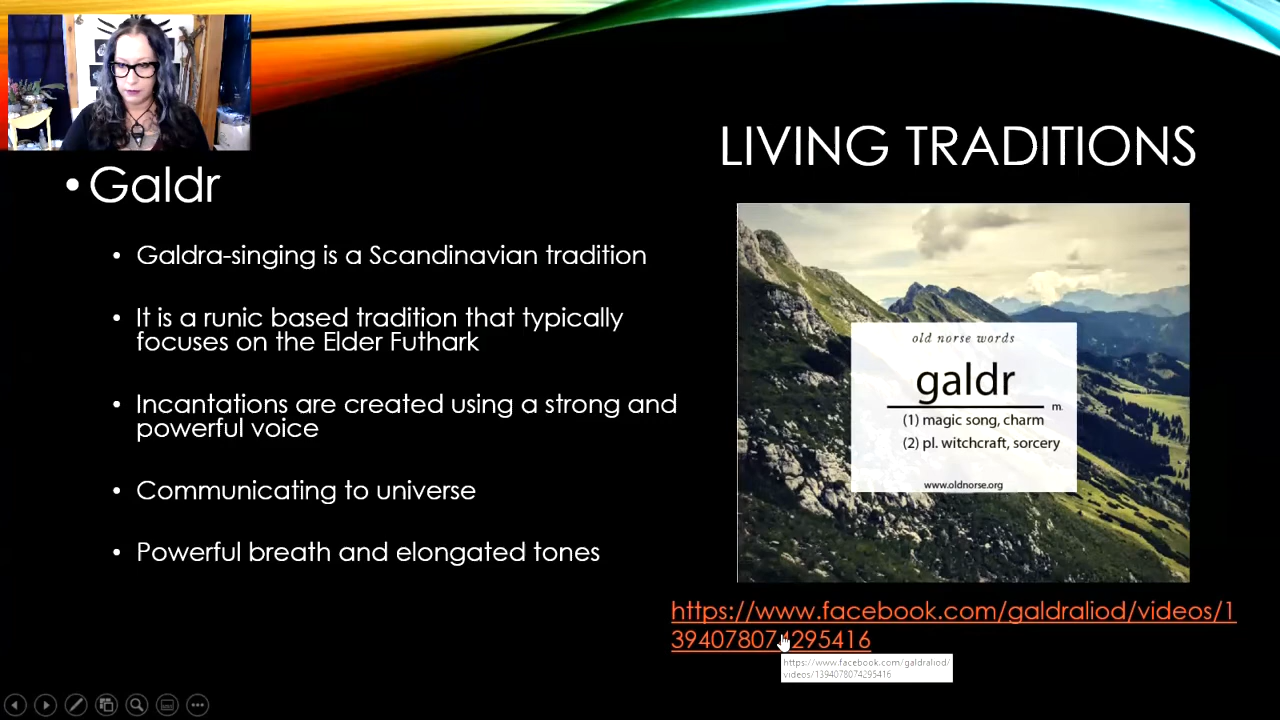 LIVING TRADITIONS
• Galdr
• Galdra-singing is a Scandinavian tradition
• It is a runic based tradition that typically
focuses on the Elder Futhark
• Incantations are created using a strong and
powerful voice
• Communicating to universe
• Powerful breath and elongated tones
old norse words
galdr
m.
(1) magic song, charm
(2) pl. witchcraft, sorcery
www.oldnorse.org
https://www.facebook.com/galdraliod/videos/1
394078074295416
https://www.facebook.com/galdraliod/
videos/1394078074295416